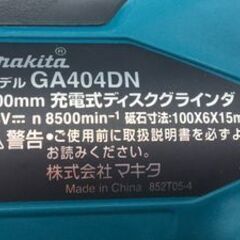 akita
デル GA404DN
00mm 充電式ディスクグラインダ
V⎓ n 8500min⁻¹ 砥石寸法:100X6X15m
警告 ●ご使用前に取扱説明書を必ず
お読みください。
株式会社 マキタ
Made in China 852T05-4